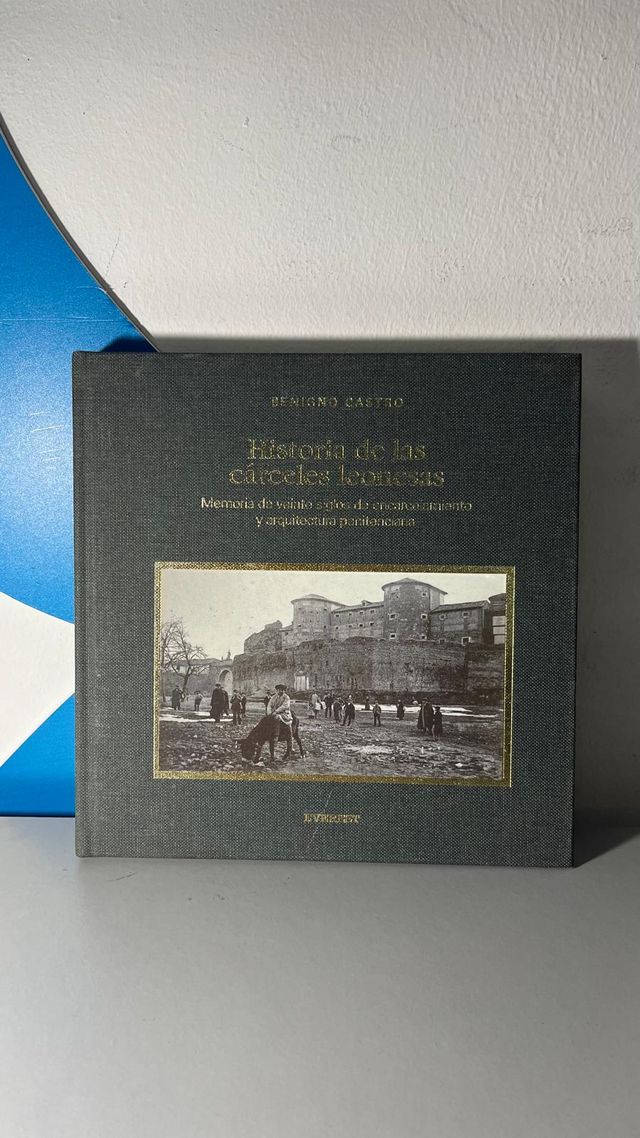 BENIGNO CASTRO
Historia de las
cárceles leonesas
Memoria de veinte siglos de encarcelamiento
y arquitectura penitenciaria
EVEREST